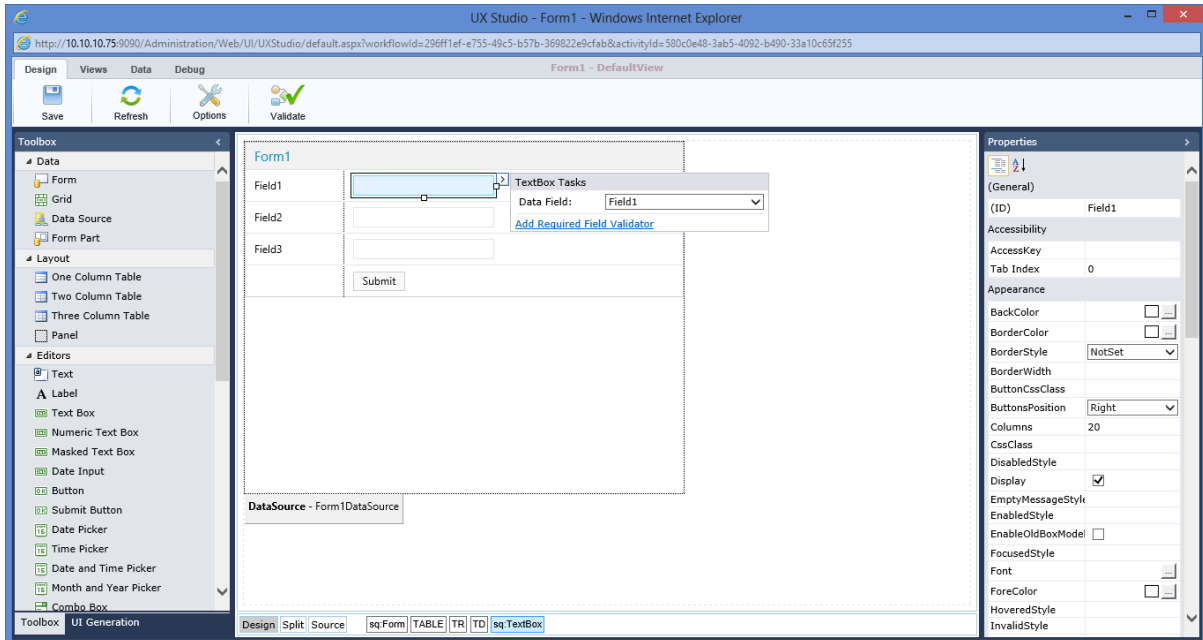 UX Studio - Form1 - Windows Internet Explorer
http://10.10.10.75:9090/Administration/Web/UI/UXStudio/default.aspx?workflowId=296ff1ef-e755-49c5-b57b-369822e9cfab&activityId=580c0e48-3ab5-4092-b490-33a10c65f255
Design Views Data Debug
Form1 - DefaultView
Save Refresh Options Validate
Toolbox
Data
Form
Grid
Data Source
Form Part
Layout
One Column Table
Two Column Table
Three Column Table
Panel
Editors
Text
Label
Text Box
Numeric Text Box
Masked Text Box
Date Input
Button
Submit Button
Date Picker
Time Picker
Date and Time Picker
Month and Year Picker
Combo Box
Toolbox UI Generation
Form1
Field1
Field2
Field3
Submit
TextBox Tasks
Data Field: Field1
Add Required Field Validator
DataSource - Form1DataSource
Design Split Source sq:Form TABLE TR TD sq:TextBox
Properties
(General)
(ID) Field1
Accessibility
AccessKey
Tab Index 0
Appearance
BackColor ...
BorderColor ...
BorderStyle NotSet
BorderWidth
ButtonCssClass
ButtonsPosition Right
Columns 20
CssClass
DisabledStyle
Display
EmptyMessageStyle
EnabledStyle
EnableOldBoxModel
FocusedStyle
Font ...
ForeColor ...
HoveredStyle
InvalidStyle